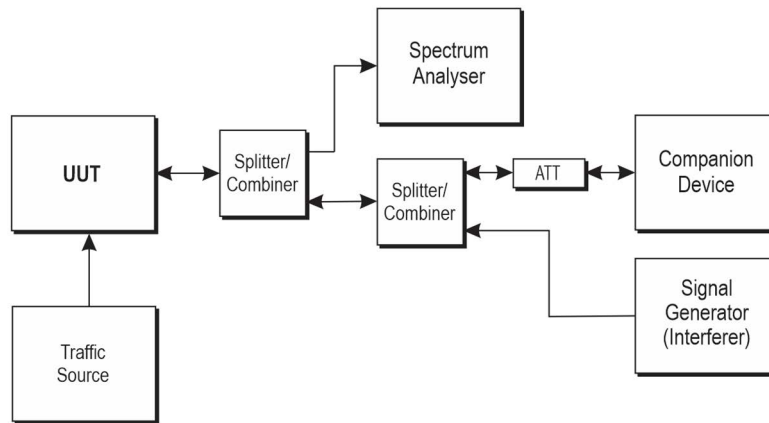 Spectrum
Analyser
UUT
Splitter/
Combiner
Splitter/
Combiner
ATT
Companion
Device
Traffic
Source
Signal
Generator
(Interferer)